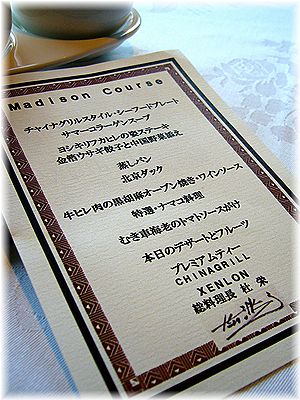 Madison Course
チャイナグリルスタイル・シーフードプレート
サマーコラーゲンスープ
ヨシキリフカヒレの姿ステーキ
金箔ウサギ餃子と中国野菜添え
蒸しパン
北京ダック
牛ヒレ肉の黒胡麻オーブン焼き・ワインソース
特選・ナマコ料理
むき車海老のトマトソースがけ
本日のデザートとフルーツ
プレミアムティー
CHINAGRILL
XENLON
総料理長 杜 栄